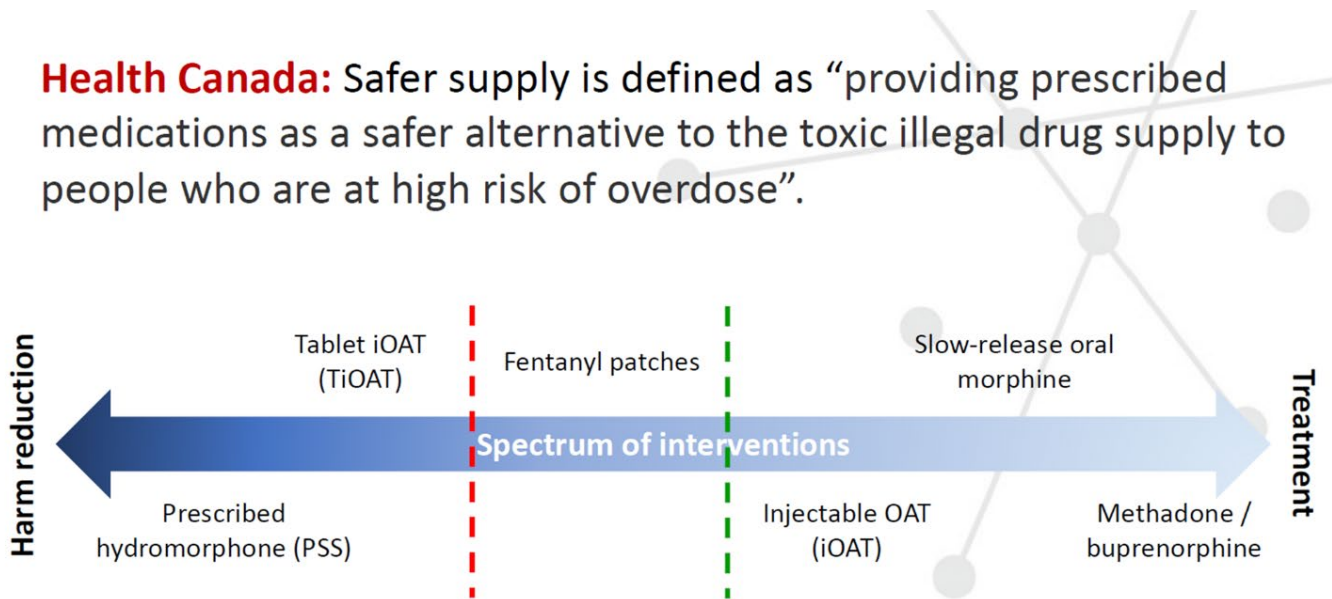 Health Canada: Safer supply is defined as “providing prescribed
medications as a safer alternative to the toxic illegal drug supply to
people who are at high risk of overdose”.
Harm reduction
Tablet iOAT
(TiOAT)
Fentanyl patches
Slow-release oral
morphine
Treatment
Spectrum of interventions
Prescribed
hydromorphone (PSS)
Injectable OAT
(iOAT)
Methadone /
buprenorphine